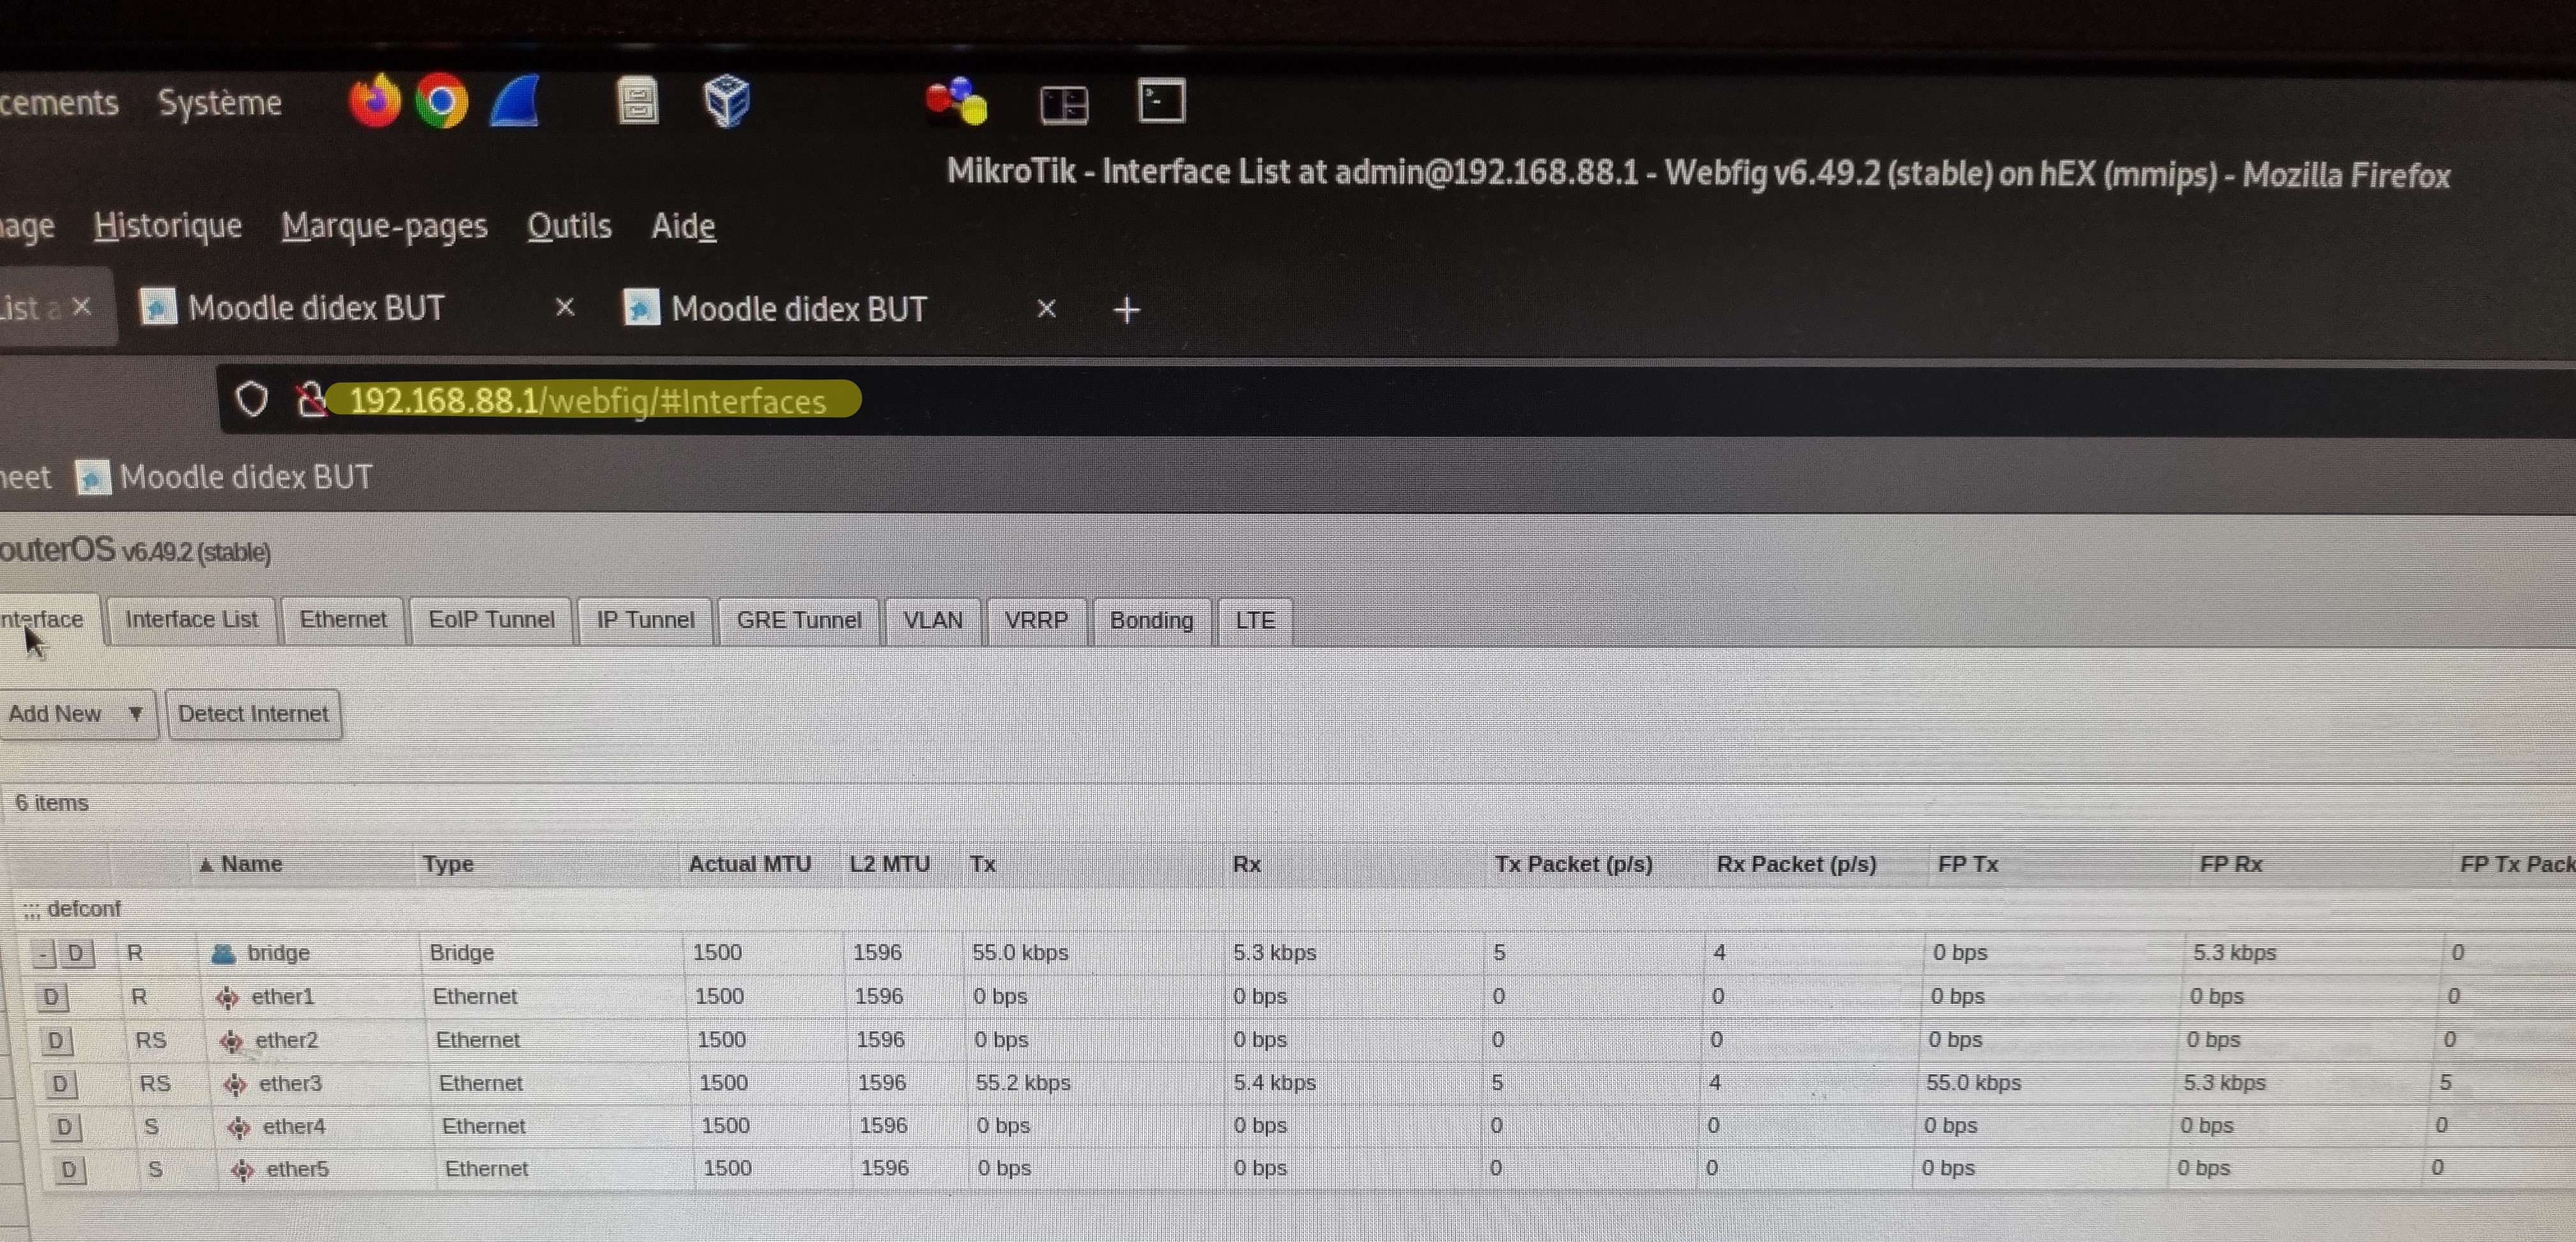 cements Système
MikroTik - Interface List at admin@192.168.88.1 - Webfig v6.49.2 (stable) on hEX (mmips) - Mozilla Firefox
age Historique Marque-pages Outils Aide
ist a × Moodle didex BUT × Moodle didex BUT × +
192.168.88.1/webfig/#Interfaces
neet Moodle didex BUT
outerOS v6.49.2 (stable)
nterface Interface List Ethernet EoIP Tunnel IP Tunnel GRE Tunnel VLAN VRRP Bonding LTE
Add New ▼ Detect Internet
6 items
▲ Name Type Actual MTU L2 MTU Tx Rx Tx Packet (p/s) Rx Packet (p/s) FP Tx FP Rx FP Tx Pack
;;; defconf
- D R bridge Bridge 1500 1596 55.0 kbps 5.3 kbps 5 4 0 bps 5.3 kbps 0
D R ether1 Ethernet 1500 1596 0 bps 0 bps 0 0 0 bps 0 bps 0
D RS ether2 Ethernet 1500 1596 0 bps 0 bps 0 0 0 bps 0 bps 0
D RS ether3 Ethernet 1500 1596 55.2 kbps 5.4 kbps 5 4 55.0 kbps 5.3 kbps 5
D S ether4 Ethernet 1500 1596 0 bps 0 bps 0 0 0 bps 0 bps 0
D S ether5 Ethernet 1500 1596 0 bps 0 bps 0 0 0 bps 0 bps 0